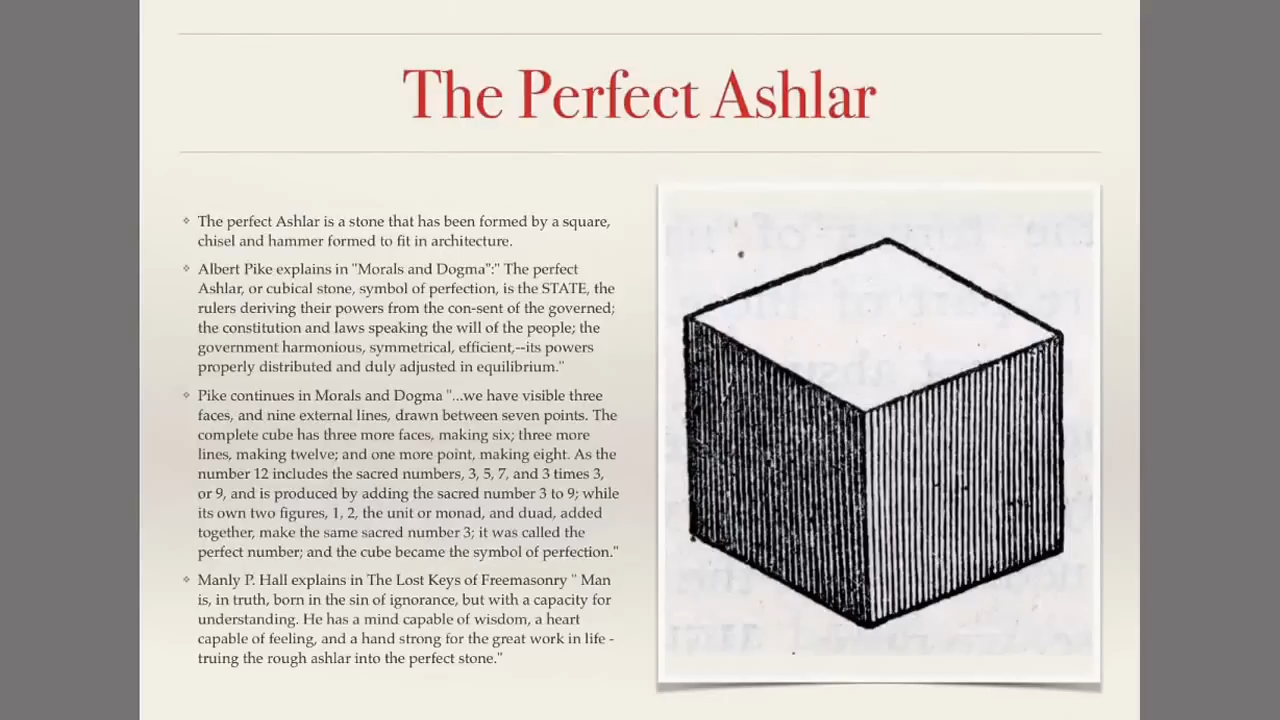 The Perfect Ashlar
The perfect Ashlar is a stone that has been formed by a square,
chisel and hammer formed to fit in architecture.
Albert Pike explains in "Morals and Dogma":" The perfect
Ashlar, or cubical stone, symbol of perfection, is the STATE, the
rulers deriving their powers from the con-sent of the governed;
the constitution and laws speaking the will of the people; the
government harmonious, symmetrical, efficient,--its powers
properly distributed and duly adjusted in equilibrium."
Pike continues in Morals and Dogma "...we have visible three
faces, and nine external lines, drawn between seven points. The
complete cube has three more faces, making six; three more
lines, making twelve; and one more point, making eight. As the
number 12 includes the sacred numbers, 3, 5, 7, and 3 times 3,
or 9, and is produced by adding the sacred number 3 to 9; while
its own two figures, 1, 2, the unit or monad, and duad, added
together, make the same sacred number 3; it was called the
perfect number; and the cube became the symbol of perfection."
Manly P. Hall explains in The Lost Keys of Freemasonry " Man
is, in truth, born in the sin of ignorance, but with a capacity for
understanding. He has a mind capable of wisdom, a heart
capable of feeling, and a hand strong for the great work in life -
truing the rough ashlar into the perfect stone."